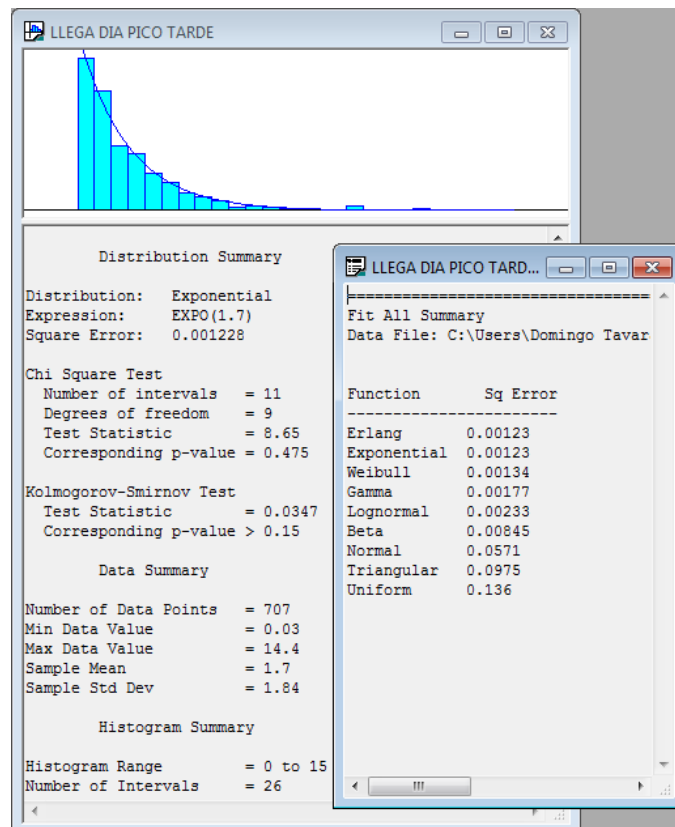 LLEGA DIA PICO TARDE
Distribution Summary
Distribution: Exponential
Expression: EXPO(1.7)
Square Error: 0.001228
Chi Square Test
Number of intervals = 11
Degrees of freedom = 9
Test Statistic = 8.65
Corresponding p-value = 0.475
Kolmogorov-Smirnov Test
Test Statistic = 0.0347
Corresponding p-value > 0.15
Data Summary
Number of Data Points = 707
Min Data Value = 0.03
Max Data Value = 14.4
Sample Mean = 1.7
Sample Std Dev = 1.84
Histogram Summary
Histogram Range = 0 to 15
Number of Intervals = 26
LLEGA DIA PICO TARD...
====================================
Fit All Summary
Data File: C:\Users\Domingo Tavar
Function Sq Error
-----------------------
Erlang 0.00123
Exponential 0.00123
Weibull 0.00134
Gamma 0.00177
Lognormal 0.00233
Beta 0.00845
Normal 0.0571
Triangular 0.0975
Uniform 0.136